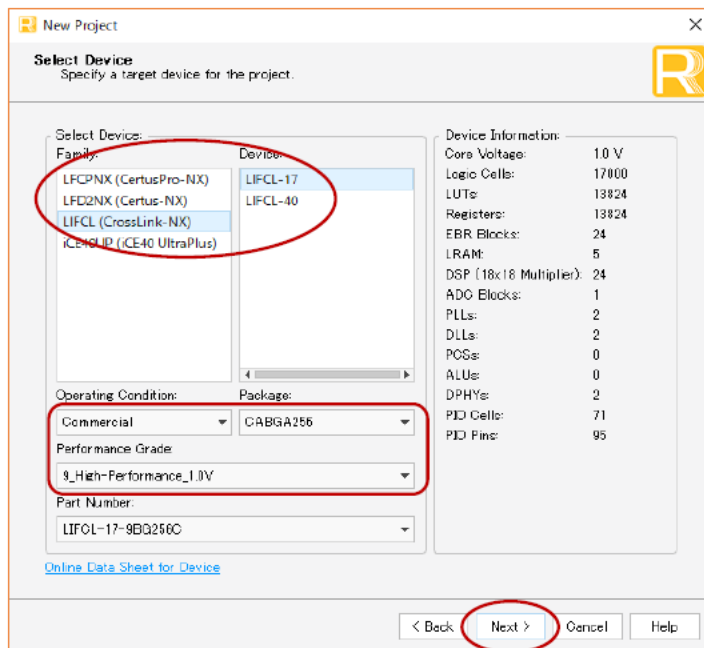 New Project
Select Device
Specify a target device for the project.
Select Device:
Family:
Device:
LFCPNX (CertusPro-NX)
LFD2NX (Certus-NX)
LIFCL (CrossLink-NX)
iCE40UP (iCE40 UltraPlus)
LIFCL-17
LIFCL-40
Operating Condition:
Package:
Commercial
CABGA256
Performance Grade:
9_High-Performance_1.0V
Part Number:
LIFCL-17-9BG256C
Online Data Sheet for Device
Device Information:
Core Voltage: 1.0 V
Logic Cells: 17000
LUTs: 13824
Registers: 13824
EBR Blocks: 24
LRAM: 5
DSP (18x18 Multiplier): 24
ADC Blocks: 1
PLLs: 2
DLLs: 2
PCSs: 0
ALUs: 0
DPHYs: 2
PIO Cells: 71
PIO Pins: 95
< Back
Next >
Cancel
Help